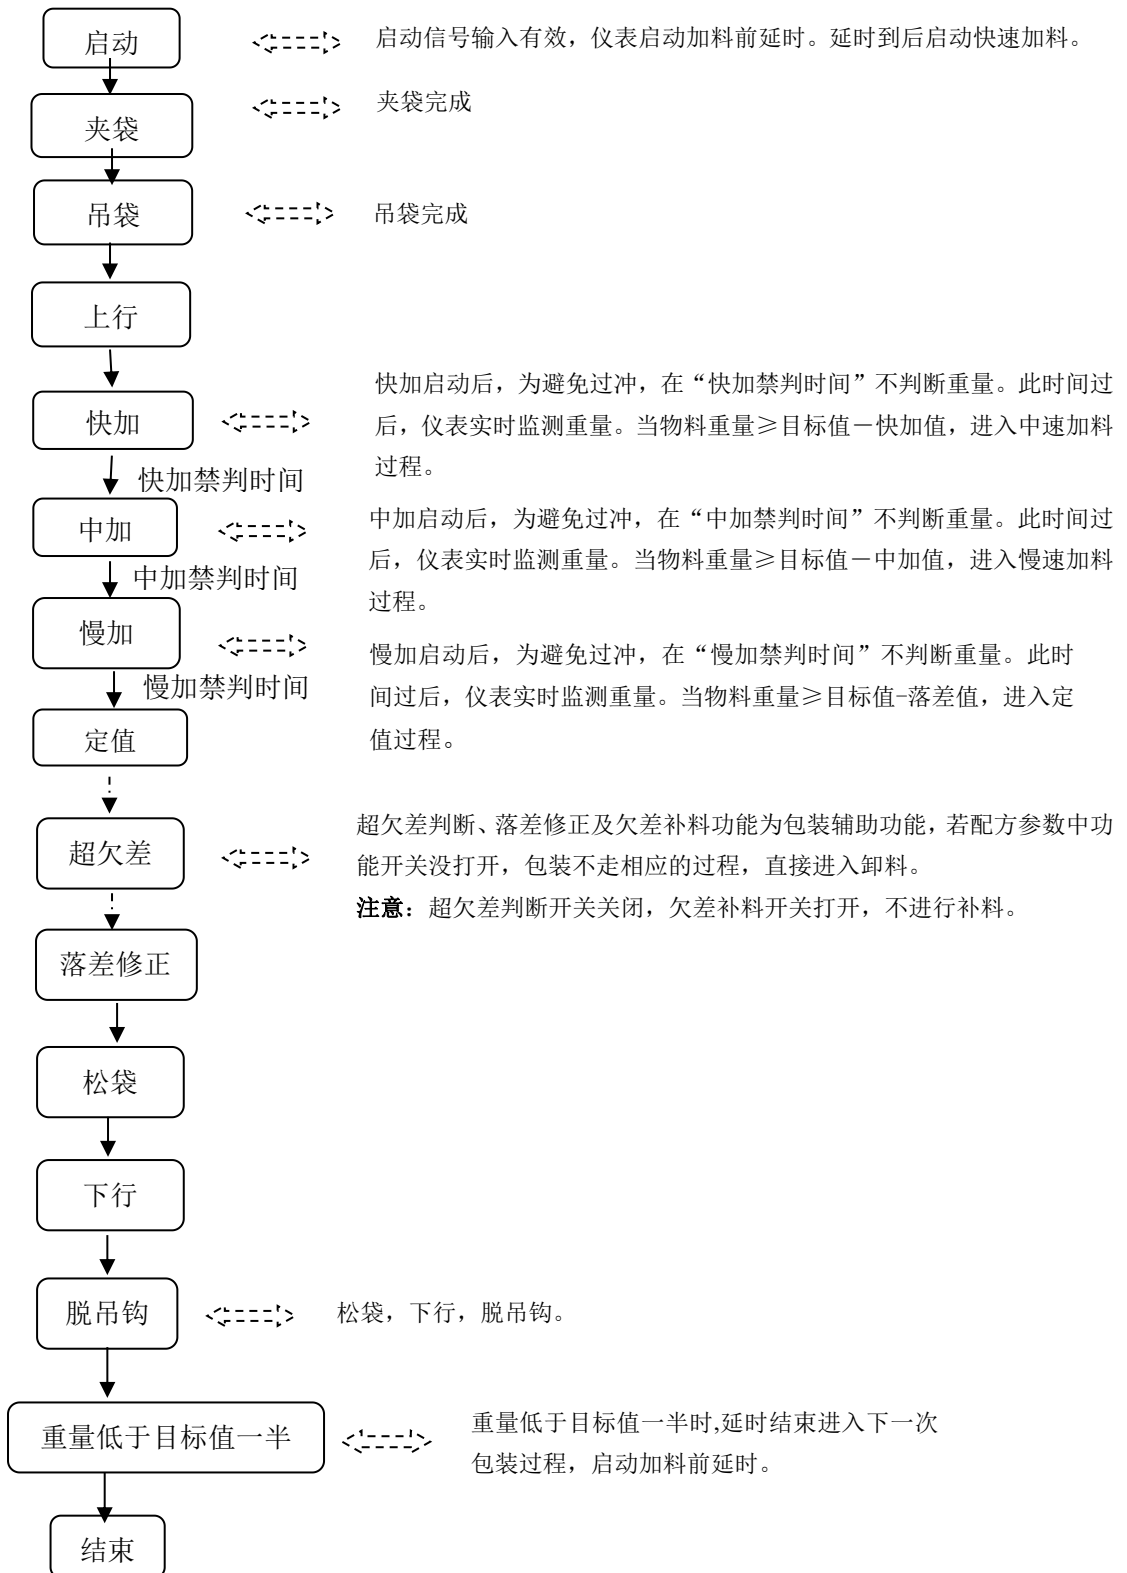 启动
启动信号输入有效，仪表启动加料前延时。延时到后启动快速加料。
夹袋
夹袋完成
吊袋
吊袋完成
上行
快加
快加启动后，为避免过冲，在“快加禁判时间”不判断重量。此时间过
后，仪表实时监测重量。当物料重量≥目标值－快加值，进入中速加料
过程。
快加禁判时间
中加
中加启动后，为避免过冲，在“中加禁判时间”不判断重量。此时间过
后，仪表实时监测重量。当物料重量≥目标值－中加值，进入慢速加料
过程。
中加禁判时间
慢加
慢加启动后，为避免过冲，在“慢加禁判时间”不判断重量。此时
间过后，仪表实时监测重量。当物料重量≥目标值-落差值，进入定
值过程。
慢加禁判时间
定值
超欠差
超欠差判断、落差修正及欠差补料功能为包装辅助功能，若配方参数中功
能开关没打开，包装不走相应的过程，直接进入卸料。
注意：超欠差判断开关关闭，欠差补料开关打开，不进行补料。
落差修正
松袋
下行
脱吊钩
松袋，下行，脱吊钩。
重量低于目标值一半
重量低于目标值一半时,延时结束进入下一次
包装过程，启动加料前延时。
结束